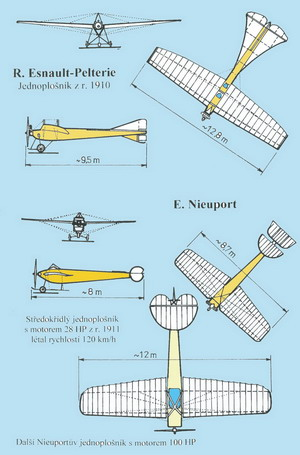 R. Esnault-Pelterie
Jednoplošník z r. 1910
~12,8 m
~9,5 m
E. Nieuport
~8,7 m
~8 m
Středokřídlý jednoplošník
s motorem 28 HP z r. 1911
létal rychlostí 120 km/h
~12 m
Další Nieuportův jednoplošník s motorem 100 HP